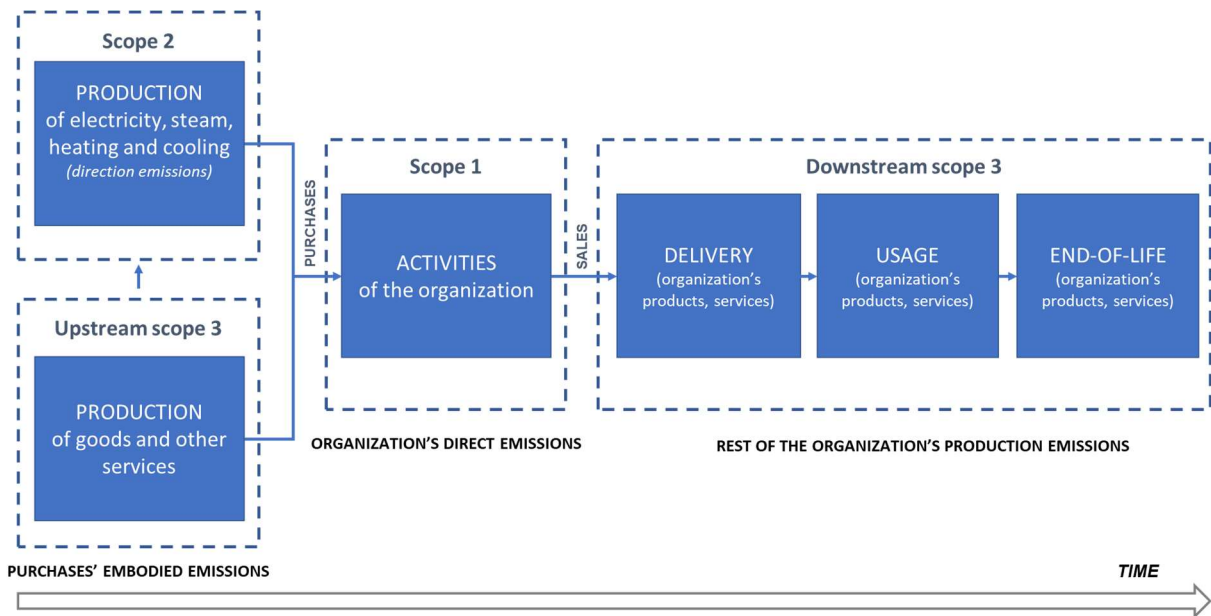 Scope 2
PRODUCTION
of electricity, steam,
heating and cooling
(direction emissions)
Upstream scope 3
PRODUCTION
of goods and other
services
PURCHASES' EMBODIED EMISSIONS
PURCHASES
Scope 1
ACTIVITIES
of the organization
ORGANIZATION'S DIRECT EMISSIONS
SALES
Downstream scope 3
DELIVERY
(organization's
products, services)
USAGE
(organization's
products, services)
END-OF-LIFE
(organization's
products, services)
REST OF THE ORGANIZATION'S PRODUCTION EMISSIONS
TIME